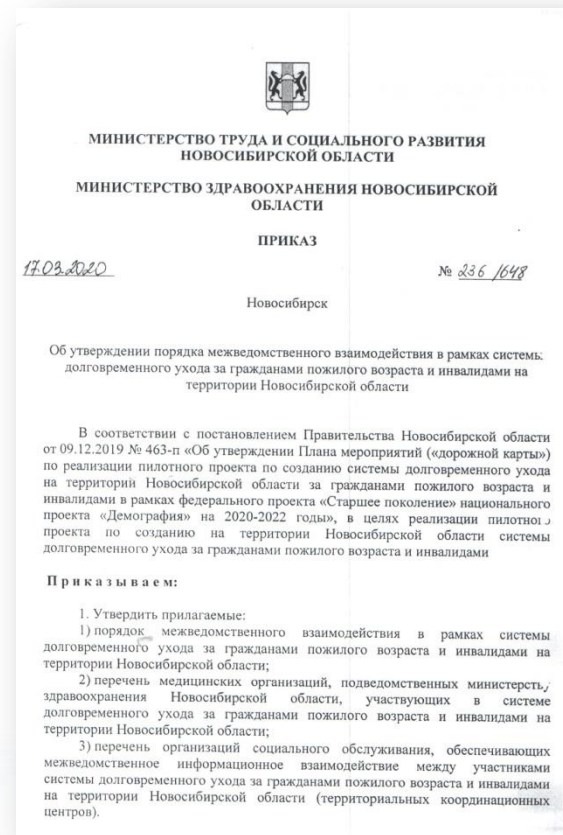 МИНИСТЕРСТВО ТРУДА И СОЦИАЛЬНОГО РАЗВИТИЯ
НОВОСИБИРСКОЙ ОБЛАСТИ
МИНИСТЕРСТВО ЗДРАВООХРАНЕНИЯ НОВОСИБИРСКОЙ
ОБЛАСТИ
ПРИКАЗ
17.03.2020 № 236/648
Новосибирск
Об утверждении порядка межведомственного взаимодействия в рамках системы
долговременного ухода за гражданами пожилого возраста и инвалидами на
территории Новосибирской области
В соответствии с постановлением Правительства Новосибирской области
от 09.12.2019 № 463-п «Об утверждении Плана мероприятий («дорожной карты»)
по реализации пилотного проекта по созданию системы долговременного ухода
на территории Новосибирской области за гражданами пожилого возраста и
инвалидами в рамках федерального проекта «Старшее поколение» национального
проекта «Демография» на 2020-2022 годы», в целях реализации пилотного
проекта по созданию на территории Новосибирской области системы
долговременного ухода за гражданами пожилого возраста и инвалидами
Приказываем:
1. Утвердить прилагаемые:
1) порядок межведомственного взаимодействия в рамках системы
долговременного ухода за гражданами пожилого возраста и инвалидами на
территории Новосибирской области;
2) перечень медицинских организаций, подведомственных министерству
здравоохранения Новосибирской области, участвующих в системе
долговременного ухода за гражданами пожилого возраста и инвалидами на
территории Новосибирской области;
3) перечень организаций социального обслуживания, обеспечивающих
межведомственное информационное взаимодействие между участниками
системы долговременного ухода за гражданами пожилого возраста и инвалидами
на территории Новосибирской области (территориальных координационных
центров).